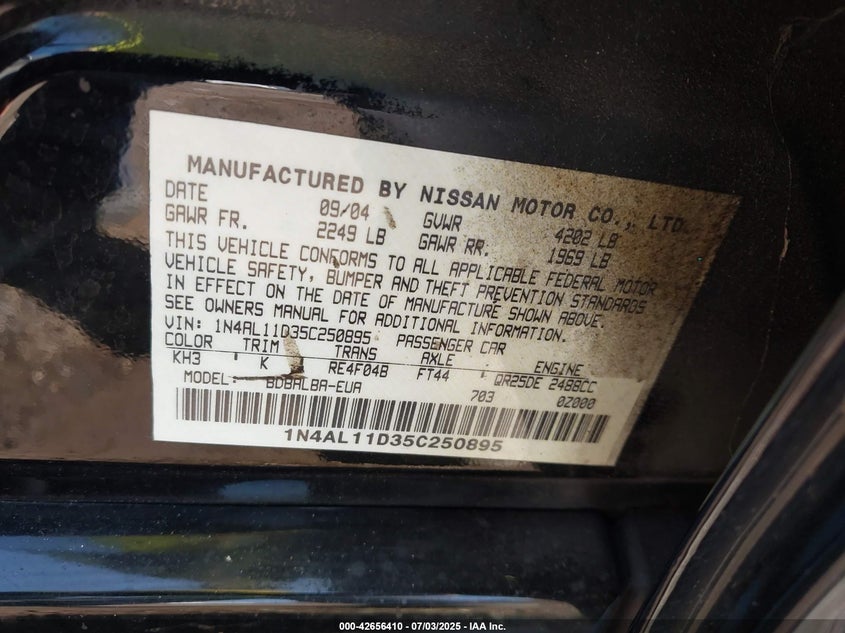 MANUFACTURED BY NISSAN MOTOR CO., LTD.
DATE 09/04 GVWR 4202 LB
GAWR FR. 2249 LB GAWR RR. 1969 LB
THIS VEHICLE CONFORMS TO ALL APPLICABLE FEDERAL MOTOR
VEHICLE SAFETY, BUMPER AND THEFT PREVENTION STANDARDS
IN EFFECT ON THE DATE OF MANUFACTURE SHOWN ABOVE.
SEE OWNERS MANUAL FOR ADDITIONAL INFORMATION.
VIN: 1N4AL11D35C250895 PASSENGER CAR
COLOR TRIM TRANS AXLE ENGINE
KH3 K RE4F04B FT44 QR25DE 2488CC
MODEL: BDBALBA-EUA 703 0Z000
1N4AL11D35C250895
000-42656410 - 07/03/2025 - IAA Inc.